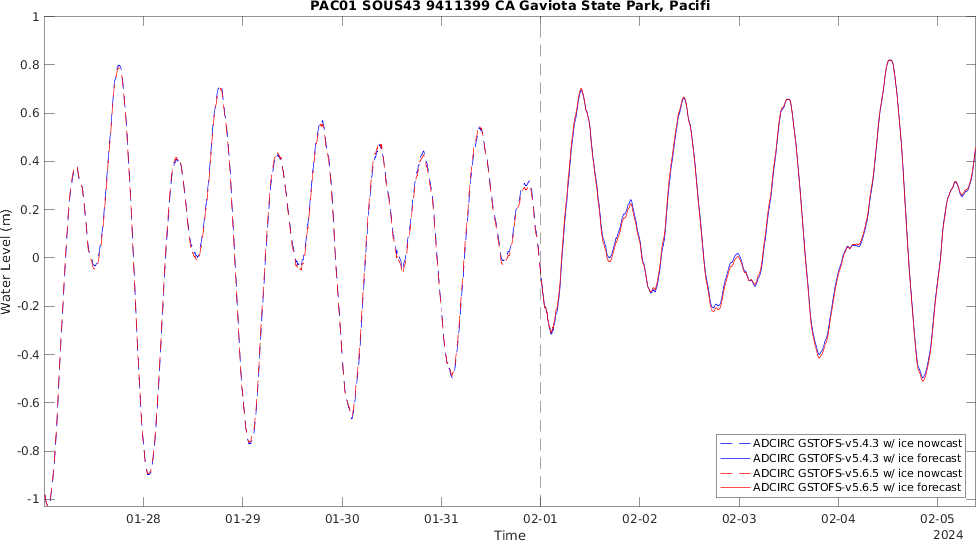 PAC01 SOUS43 9411399 CA Gaviota State Park, Pacifi
Water Level (m)
1
0.8
0.6
0.4
0.2
0
-0.2
-0.4
-0.6
-0.8
-1
ADCIRC GSTOFS-v5.4.3 w/ ice nowcast
ADCIRC GSTOFS-v5.4.3 w/ ice forecast
ADCIRC GSTOFS-v5.6.5 w/ ice nowcast
ADCIRC GSTOFS-v5.6.5 w/ ice forecast
01-28 01-29 01-30 01-31 02-01 02-02 02-03 02-04 02-05
Time
2024